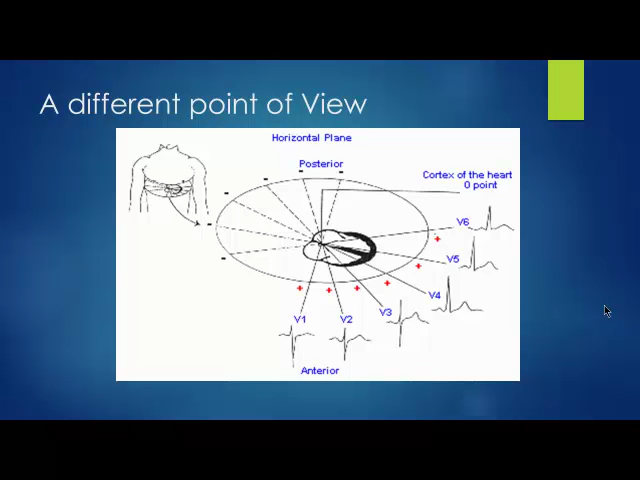 A different point of View
Horizontal Plane
Posterior
Cortex of the heart
0 point
V6
V5
V4
V3
V1
V2
Anterior